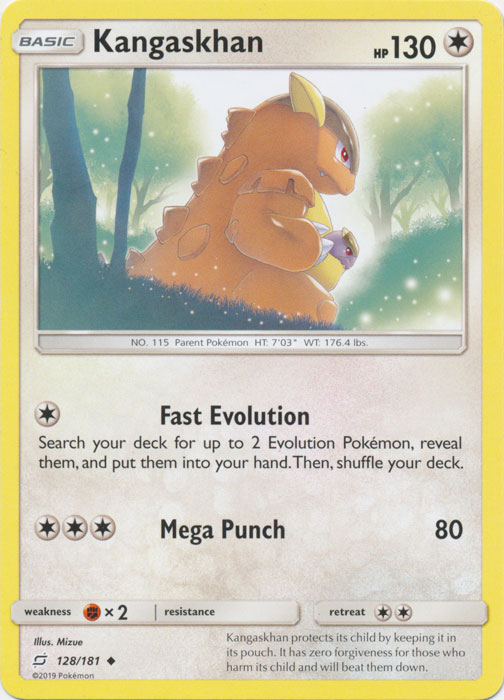 BASIC Kangaskhan HP 130
NO. 115 Parent Pokémon HT: 7'03" WT: 176.4 lbs.
Fast Evolution
Search your deck for up to 2 Evolution Pokémon, reveal
them, and put them into your hand. Then, shuffle your deck.
Mega Punch 80
weakness × 2 resistance retreat
Illus. Mizue
128/181
©2019 Pokémon
Kangaskhan protects its child by keeping it in
its pouch. It has zero forgiveness for those who
harm its child and will beat them down.